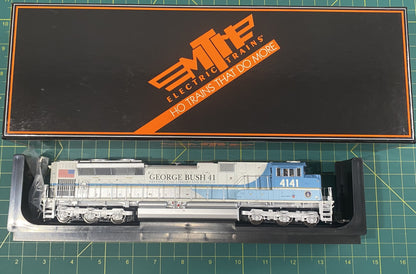 MTH
ELECTRIC TRAINS
HO TRAINS THAT DO MORE
GEORGE BUSH 41
4141